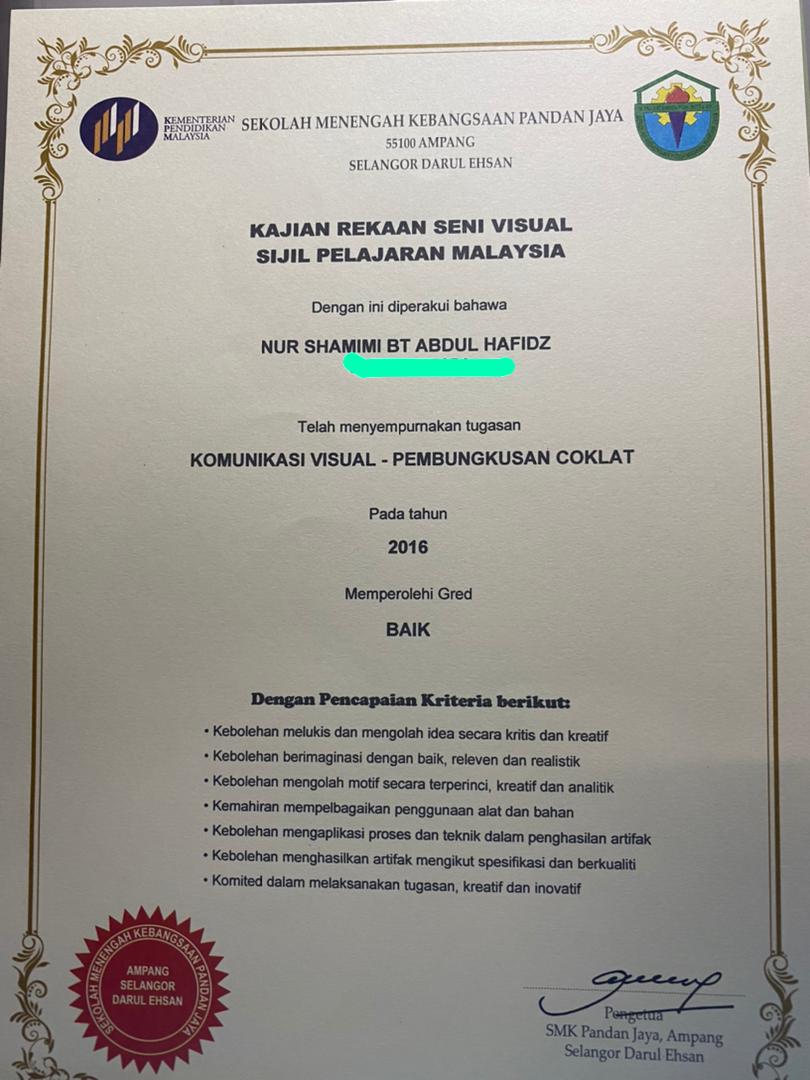 KEMENTERIAN
PENDIDIKAN
MALAYSIA
SEKOLAH MENENGAH KEBANGSAAN PANDAN JAYA
55100 AMPANG
SELANGOR DARUL EHSAN
KAJIAN REKAAN SENI VISUAL
SIJIL PELAJARAN MALAYSIA
Dengan ini diperakui bahawa
NUR SHAMIMI BT ABDUL HAFIDZ
Telah menyempurnakan tugasan
KOMUNIKASI VISUAL - PEMBUNGKUSAN COKLAT
Pada tahun
2016
Memperolehi Gred
BAIK
Dengan Pencapaian Kriteria berikut:
• Kebolehan melukis dan mengolah idea secara kritis dan kreatif
• Kebolehan berimaginasi dengan baik, releven dan realistik
• Kebolehan mengolah motif secara terperinci, kreatif dan analitik
• Kemahiran mempelbagaikan penggunaan alat dan bahan
• Kebolehan mengaplikasi proses dan teknik dalam penghasilan artifak
• Kebolehan menghasilkan artifak mengikut spesifikasi dan berkualiti
• Komited dalam melaksanakan tugasan, kreatif dan inovatif
SEKOLAH MENENGAH KEBANGSAAN PANDAN JAYA
AMPANG
SELANGOR
DARUL EHSAN
Pengetua
SMK Pandan Jaya, Ampang
Selangor Darul Ehsan